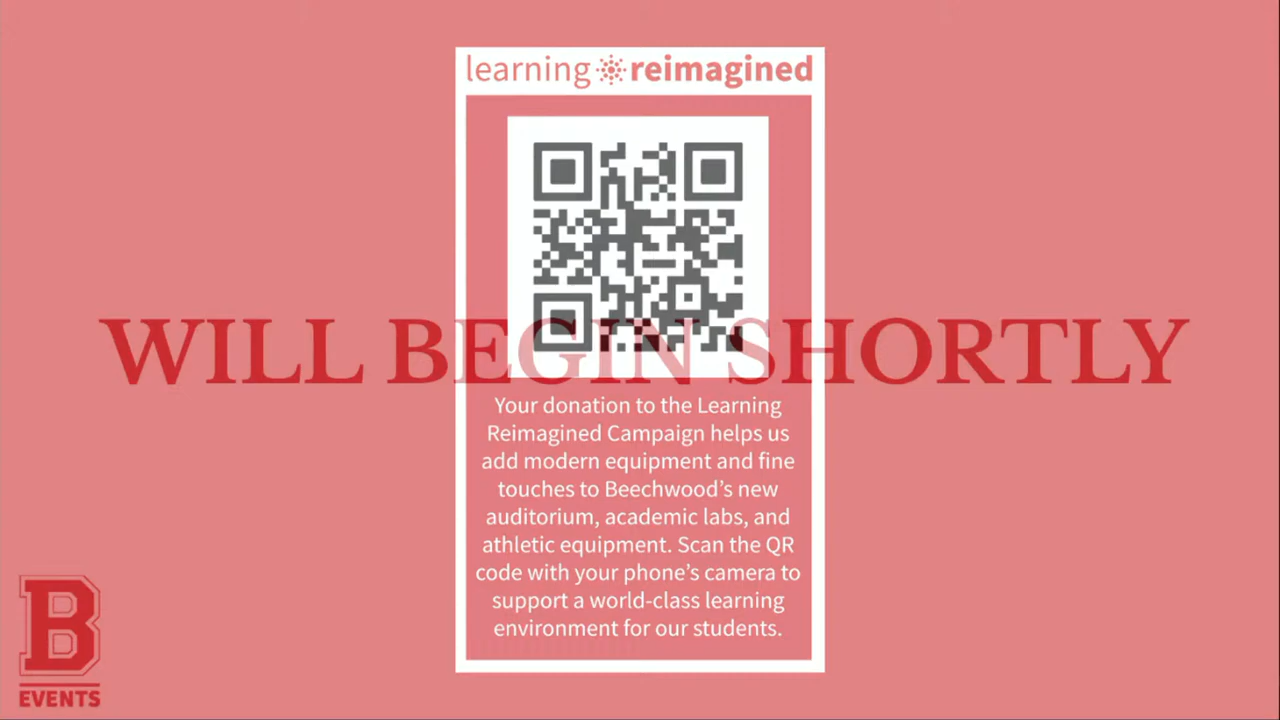 learning reimagined
WILL BEGIN SHORTLY
Your donation to the Learning
Reimagined Campaign helps us
add modern equipment and fine
touches to Beechwood’s new
auditorium, academic labs, and
athletic equipment. Scan the QR
code with your phone’s camera to
support a world-class learning
environment for our students.
B
EVENTS